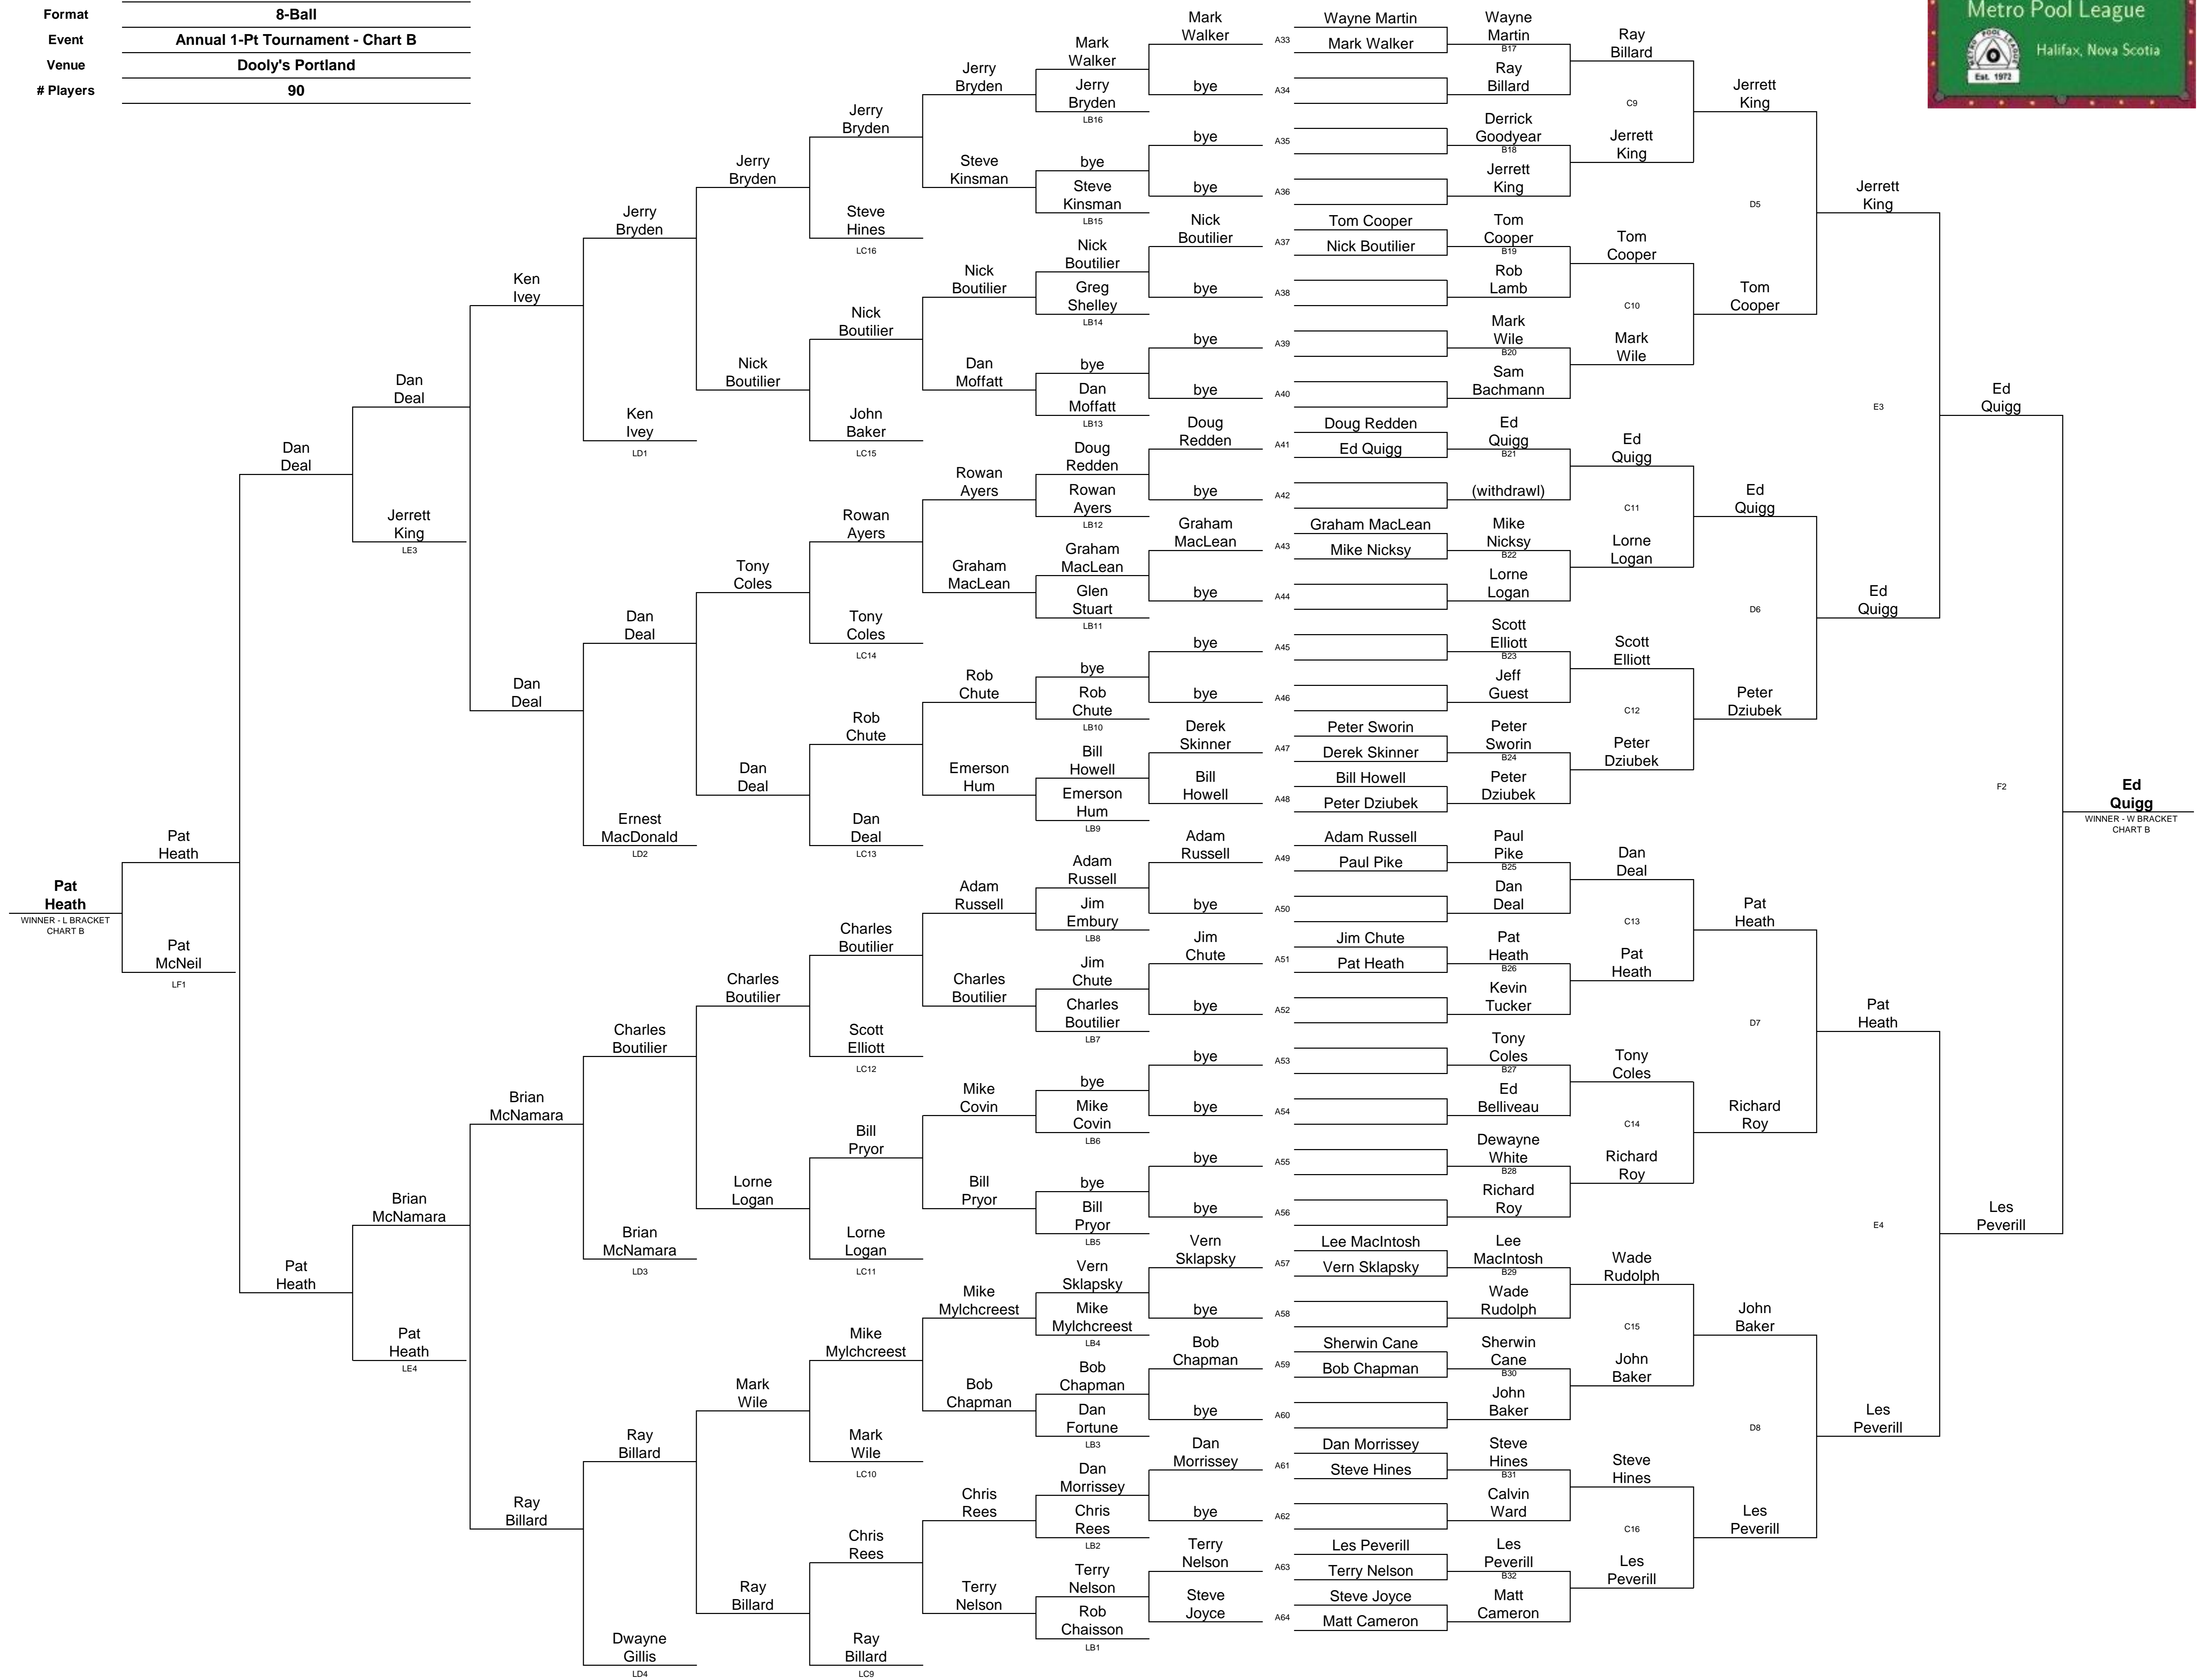 Format 8-Ball
Event Annual 1-Pt Tournament - Chart B
Venue Dooly's Portland
# Players 90
Metro Pool League
METRO POOL LEAGUE
8
Est. 1972
Halifax, Nova Scotia
Pat
Heath
WINNER - L BRACKET
CHART B
Pat
Heath
Pat
McNeil
LF1
Dan
Deal
Pat
Heath
Dan
Deal
Jerrett
King
LE3
Brian
McNamara
Pat
Heath
LE4
Ken
Ivey
Dan
Deal
Brian
McNamara
Ray
Billard
Jerry
Bryden
Ken
Ivey
LD1
Dan
Deal
Ernest
MacDonald
LD2
Charles
Boutilier
Brian
McNamara
LD3
Ray
Billard
Dwayne
Gillis
LD4
Jerry
Bryden
Nick
Boutilier
Tony
Coles
Dan
Deal
Charles
Boutilier
Lorne
Logan
Mark
Wile
Ray
Billard
Jerry
Bryden
Steve
Hines
LC16
Nick
Boutilier
John
Baker
LC15
Rowan
Ayers
Tony
Coles
LC14
Rob
Chute
Dan
Deal
LC13
Charles
Boutilier
Scott
Elliott
LC12
Bill
Pryor
Lorne
Logan
LC11
Mike
Mylchcreest
Mark
Wile
LC10
Chris
Rees
Ray
Billard
LC9
Jerry
Bryden
Steve
Kinsman
Nick
Boutilier
Dan
Moffatt
Rowan
Ayers
Graham
MacLean
Rob
Chute
Emerson
Hum
Adam
Russell
Charles
Boutilier
Mike
Covin
Bill
Pryor
Mike
Mylchcreest
Bob
Chapman
Chris
Rees
Terry
Nelson
Mark
Walker
Jerry
Bryden
LB16
bye
Steve
Kinsman
LB15
Nick
Boutilier
Greg
Shelley
LB14
bye
Dan
Moffatt
LB13
Doug
Redden
Rowan
Ayers
LB12
Graham
MacLean
Glen
Stuart
LB11
bye
Rob
Chute
LB10
Bill
Howell
Emerson
Hum
LB9
Adam
Russell
Jim
Embury
LB8
Jim
Chute
Charles
Boutilier
LB7
bye
Mike
Covin
LB6
bye
Bill
Pryor
LB5
Vern
Sklapsky
Mike
Mylchcreest
LB4
Bob
Chapman
Dan
Fortune
LB3
Dan
Morrissey
Chris
Rees
LB2
Terry
Nelson
Rob
Chaisson
LB1
Mark
Walker
bye
bye
bye
Nick
Boutilier
bye
bye
bye
Doug
Redden
bye
Graham
MacLean
bye
bye
bye
Derek
Skinner
Bill
Howell
Adam
Russell
bye
Jim
Chute
bye
bye
bye
bye
bye
Vern
Sklapsky
bye
Bob
Chapman
bye
Dan
Morrissey
bye
Terry
Nelson
Steve
Joyce
A33
A34
A35
A36
A37
A38
A39
A40
A41
A42
A43
A44
A45
A46
A47
A48
A49
A50
A51
A52
A53
A54
A55
A56
A57
A58
A59
A60
A61
A62
A63
A64
Wayne Martin
Mark Walker
Tom Cooper
Nick Boutilier
Doug Redden
Ed Quigg
Graham MacLean
Mike Nicksy
Peter Sworin
Derek Skinner
Bill Howell
Peter Dziubek
Adam Russell
Paul Pike
Jim Chute
Pat Heath
Lee MacIntosh
Vern Sklapsky
Sherwin Cane
Bob Chapman
Dan Morrissey
Steve Hines
Les Peverill
Terry Nelson
Steve Joyce
Matt Cameron
Wayne
Martin
B17
Ray
Billard
Derrick
Goodyear
B18
Jerrett
King
Tom
Cooper
B19
Rob
Lamb
Mark
Wile
B20
Sam
Bachmann
Ed
Quigg
B21
(withdrawl)
Mike
Nicksy
B22
Lorne
Logan
Scott
Elliott
B23
Jeff
Guest
Peter
Sworin
B24
Peter
Dziubek
Paul
Pike
B25
Dan
Deal
Pat
Heath
B26
Kevin
Tucker
Tony
Coles
B27
Ed
Belliveau
Dewayne
White
B28
Richard
Roy
Lee
MacIntosh
B29
Wade
Rudolph
Sherwin
Cane
B30
John
Baker
Steve
Hines
B31
Calvin
Ward
Les
Peverill
B32
Matt
Cameron
Ray
Billard
C9
Jerrett
King
Tom
Cooper
C10
Mark
Wile
Ed
Quigg
C11
Lorne
Logan
Scott
Elliott
C12
Peter
Dziubek
Dan
Deal
C13
Pat
Heath
Tony
Coles
C14
Richard
Roy
Wade
Rudolph
C15
John
Baker
Steve
Hines
C16
Les
Peverill
Jerrett
King
D5
Tom
Cooper
Ed
Quigg
D6
Peter
Dziubek
Pat
Heath
D7
Richard
Roy
John
Baker
D8
Les
Peverill
Jerrett
King
E3
Ed
Quigg
Pat
Heath
E4
Les
Peverill
Ed
Quigg
F2
Les
Peverill
Ed
Quigg
WINNER - W BRACKET
CHART B